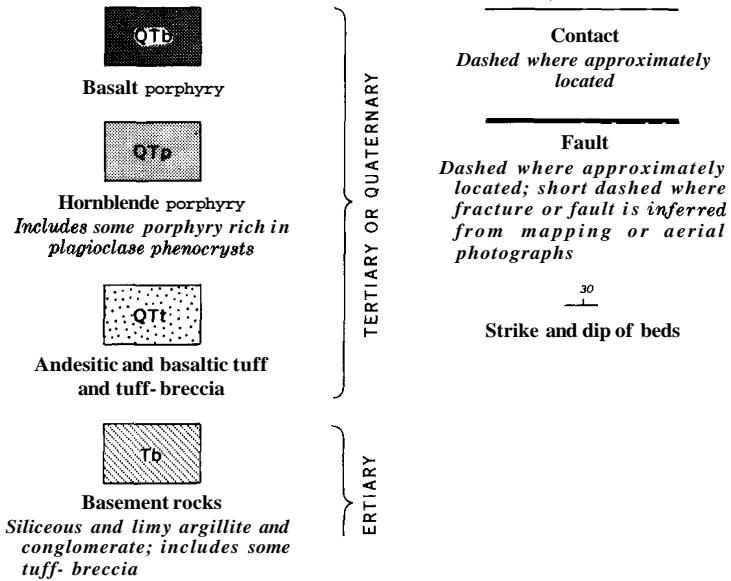 QTb
Basalt porphyry
QTp
Hornblende porphyry
Includes some porphyry rich in
plagioclase phenocrysts
QTt
Andesitic and basaltic tuff
and tuff- breccia
TERTIARY OR QUATERNARY
Tb
Basement rocks
Siliceous and limy argillite and
conglomerate; includes some
tuff- breccia
ERTIARY
Contact
Dashed where approximately
located
Fault
Dashed where approximately
located; short dashed where
fracture or fault is inferred
from mapping or aerial
photographs
30
Strike and dip of beds